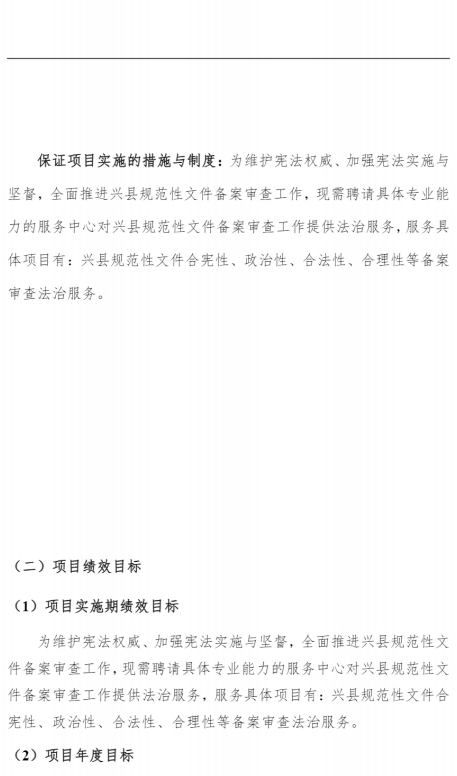 保证项目实施的措施与制度：为维护宪法权威、加强宪法实施与
坚督，全面推进兴县规范性文件备案审查工作，现需聘请具体专业能
力的服务中心对兴县规范性文件备案审查工作提供法治服务，服务具
体项目有：兴县规范性文件合宪性、政治性、合法性、合理性等备案
审查法治服务。
（二）项目绩效目标
（1）项目实施期绩效目标
为维护宪法权威、加强宪法实施与坚督，全面推进兴县规范性文
件备案审查工作，现需聘请具体专业能力的服务中心对兴县规范性文
件备案审查工作提供法治服务，服务具体项目有：兴县规范性文件合
宪性、政治性、合法性、合理性等备案审查法治服务。
（2）项目年度目标